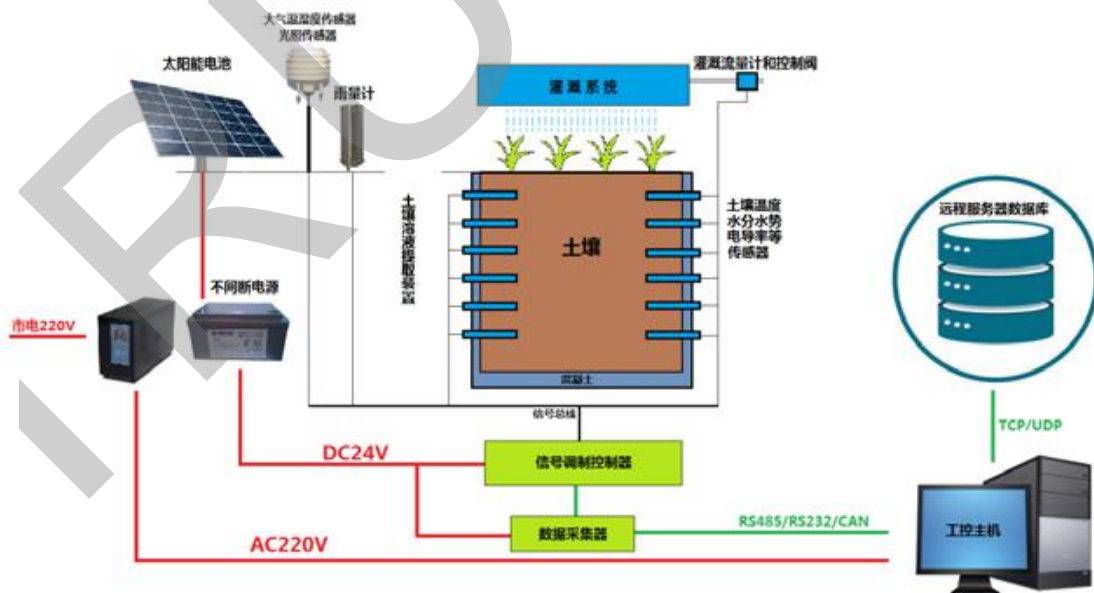 大气温湿度传感器
光照传感器
太阳能电池
雨量计
灌溉系统
灌溉流量计和控制阀
土壤溶液提取装置
土壤
土壤温度
水分水势
电导率等
传感器
远程服务器数据库
不间断电源
市电220V
混凝土
信号总线
TCP/UDP
DC24V
信号调制控制器
RS485/RS232/CAN
数据采集器
工控主机
AC220V